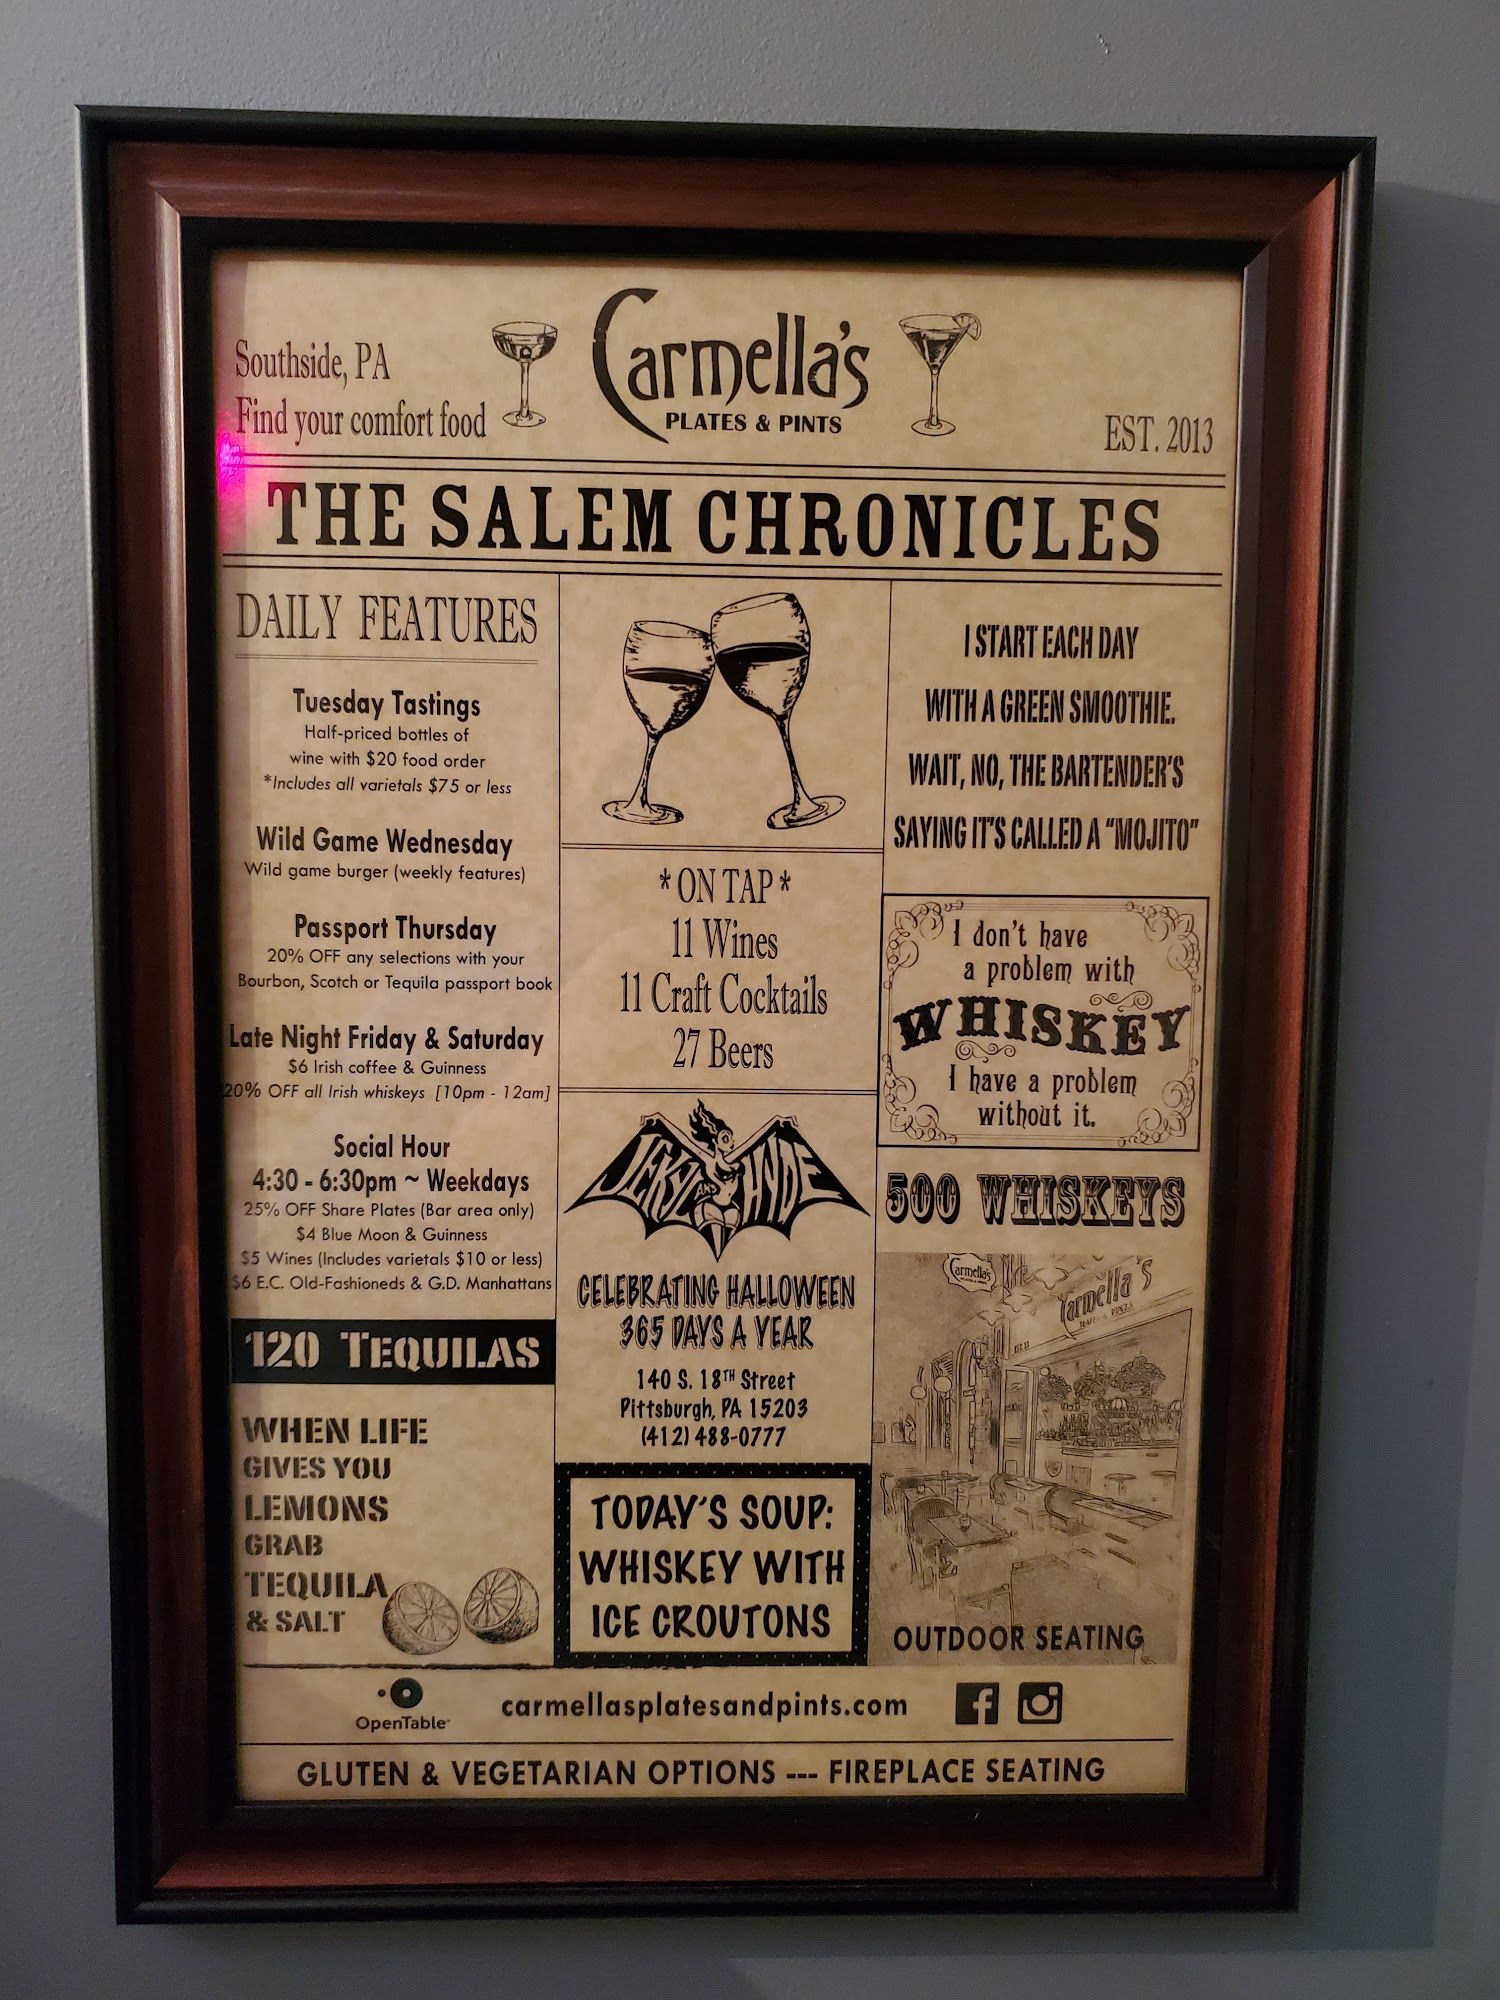 Southside, PA
Find your comfort food
Carmella's
PLATES & PINTS
EST. 2013
THE SALEM CHRONICLES
DAILY FEATURES
Tuesday Tastings
Half-priced bottles of
wine with $20 food order
*Includes all varietals $75 or less
Wild Game Wednesday
Wild game burger (weekly features)
Passport Thursday
20% OFF any selections with your
Bourbon, Scotch or Tequila passport book
Late Night Friday & Saturday
$6 Irish coffee & Guinness
20% OFF all Irish whiskeys [10pm - 12am]
Social Hour
4:30 - 6:30pm ~ Weekdays
25% OFF Share Plates (Bar area only)
$4 Blue Moon & Guinness
$5 Wines (Includes varietals $10 or less)
$6 E.C. Old-Fashioneds & G.D. Manhattans
120 TEQUILAS
WHEN LIFE
GIVES YOU
LEMONS
GRAB
TEQUILA
& SALT
*ON TAP*
11 Wines
11 Craft Cocktails
27 Beers
JEKYL AND HYDE
CELEBRATING HALLOWEEN
365 DAYS A YEAR
140 S. 18TH Street
Pittsburgh, PA 15203
(412) 488-0777
TODAY'S SOUP:
WHISKEY WITH
ICE CROUTONS
I START EACH DAY
WITH A GREEN SMOOTHIE.
WAIT, NO, THE BARTENDER'S
SAYING IT'S CALLED A "MOJITO"
I don't have
a problem with
WHISKEY
I have a problem
without it.
500 WHISKEYS
Carmella's
Carmella's
OUTDOOR SEATING
OpenTable
carmellasplatesandpints.com
GLUTEN & VEGETARIAN OPTIONS --- FIREPLACE SEATING